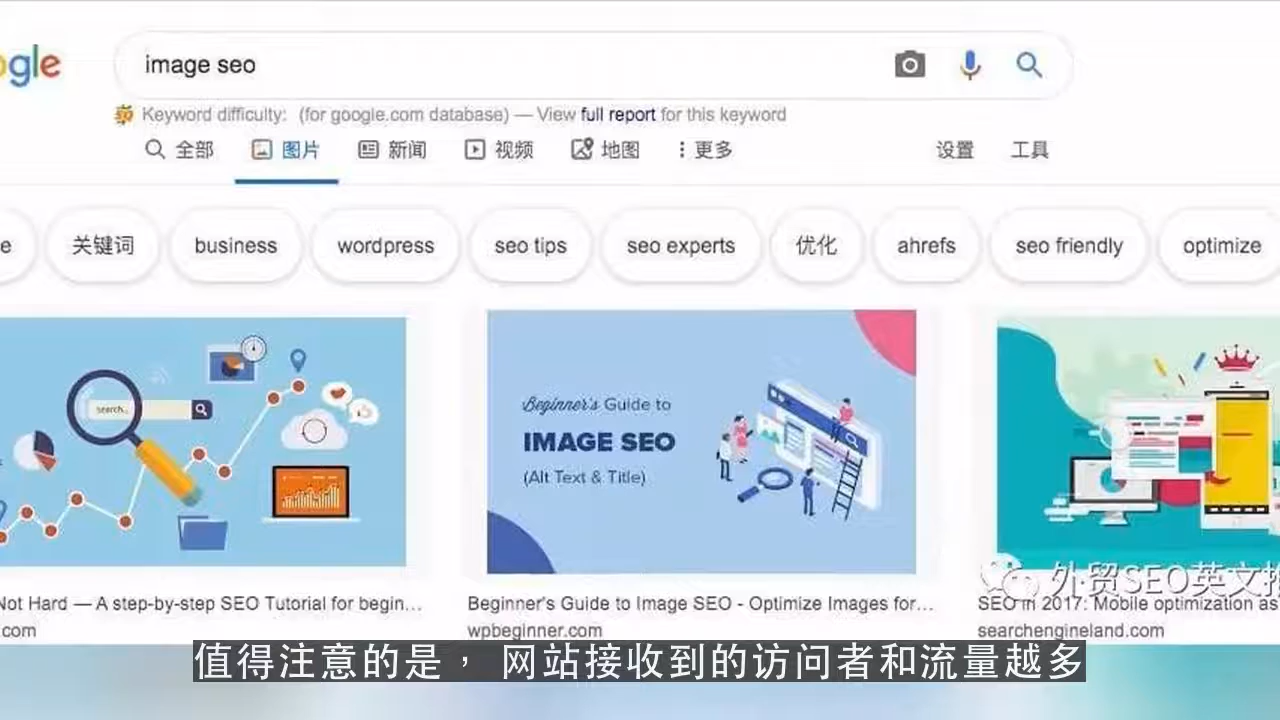 ogle
image seo
Keyword difficulty: (for google.com database) — View full report for this keyword
全部 图片 新闻 视频 地图 更多 设置 工具
e 关键词 business wordpress seo tips seo experts 优化 ahrefs seo friendly optimize
search...
Beginner's Guide to
IMAGE SEO
(Alt Text & Title)
外贸SEO英文推
Not Hard — A step-by-step SEO Tutorial for begin...
.com
Beginner's Guide to Image SEO - Optimize Images for...
wpbeginner.com
SEO in 2017: Mobile optimization as
searchengineland.com
值得注意的是， 网站接收到的访问者和流量越多